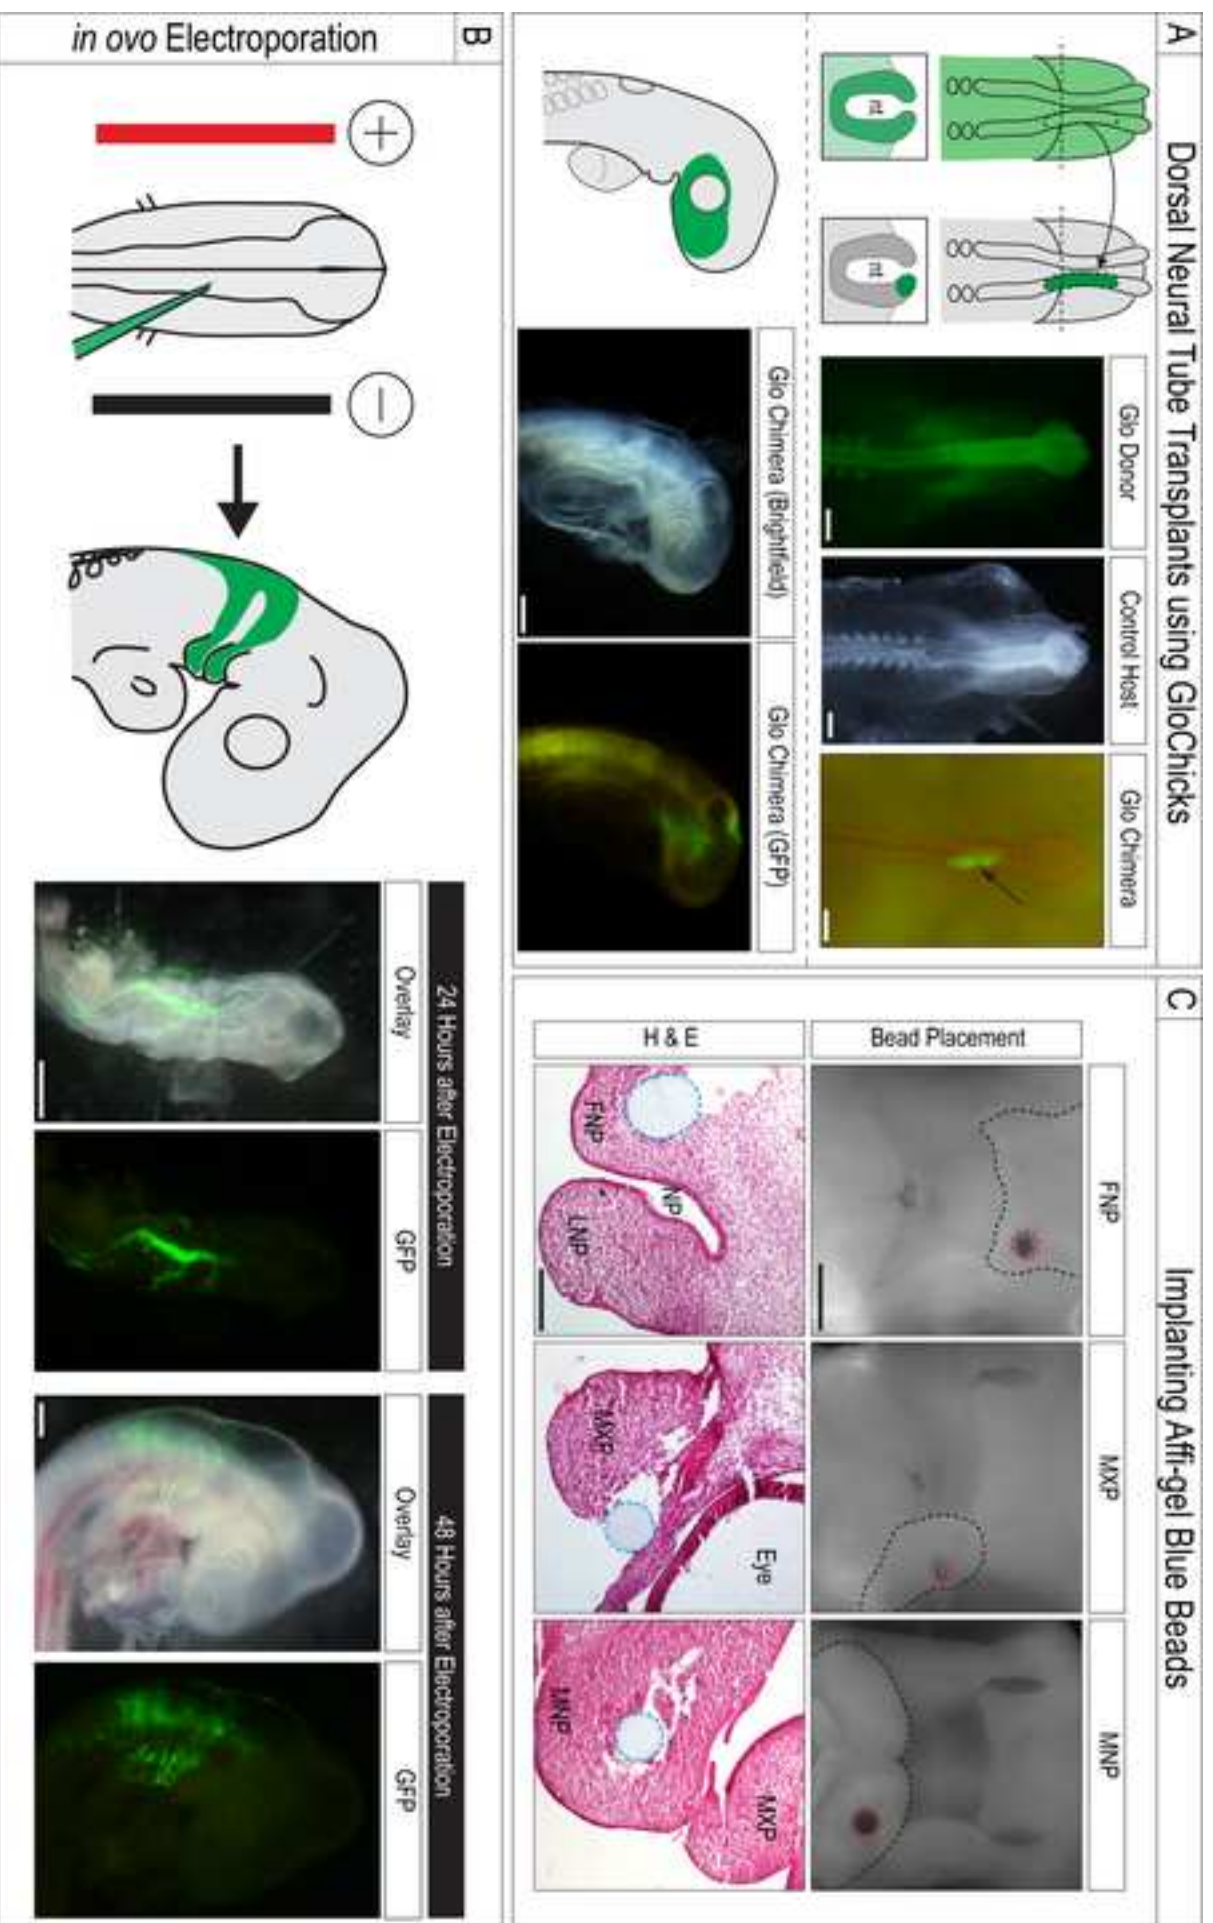 A
Dorsal Neural Tube Transplants using GloChicks
nt
nt
Glo Donor
Control Host
Glo Chimera
Glo Chimera (Brightfield)
Glo Chimera (GFP)
B
in ovo Electroporation
+
−
24 Hours after Electroporation
48 Hours after Electroporation
Overlay
GFP
Overlay
GFP
C
Implanting Affi-gel Blue Beads
FNP
MXP
MNP
Bead Placement
H & E
FNP
NP
LNP
MXP
Eye
MNP
MXP